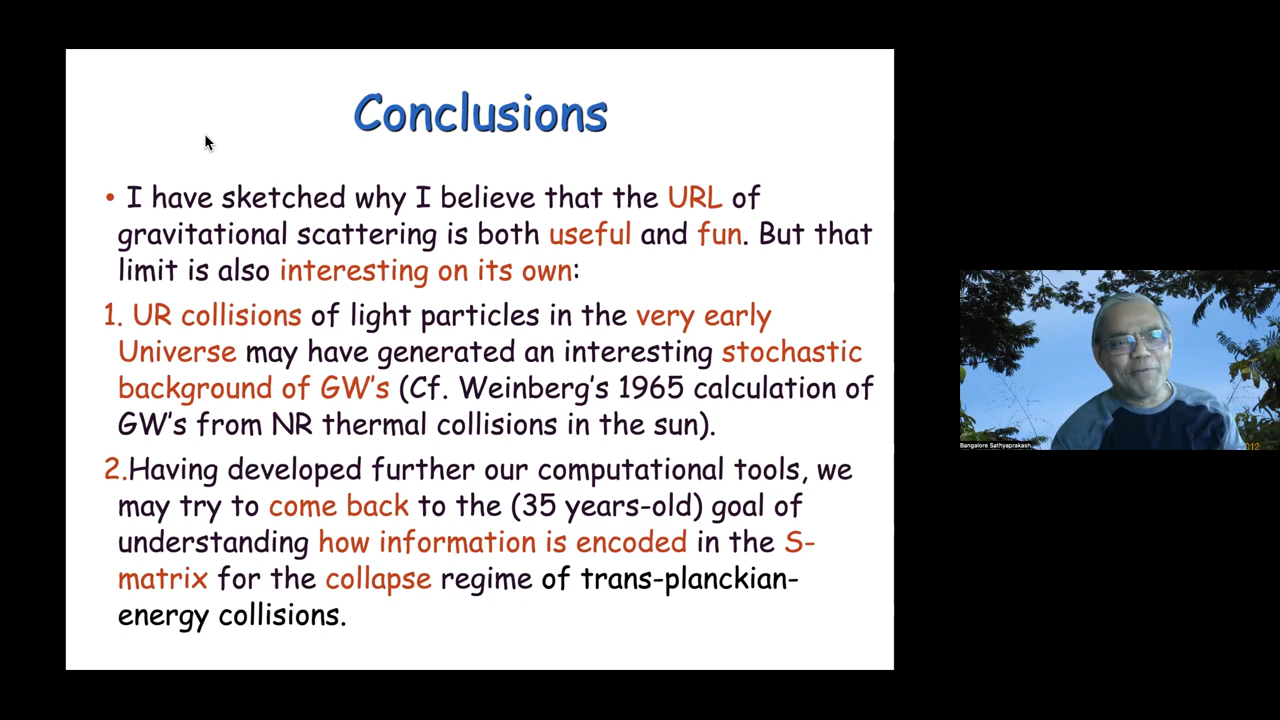 Conclusions
• I have sketched why I believe that the URL of
gravitational scattering is both useful and fun. But that
limit is also interesting on its own:
1. UR collisions of light particles in the very early
Universe may have generated an interesting stochastic
background of GW's (Cf. Weinberg's 1965 calculation of
GW's from NR thermal collisions in the sun).
2.Having developed further our computational tools, we
may try to come back to the (35 years-old) goal of
understanding how information is encoded in the S-
matrix for the collapse regime of trans-planckian-
energy collisions.
Bangalore Sathyaprakash